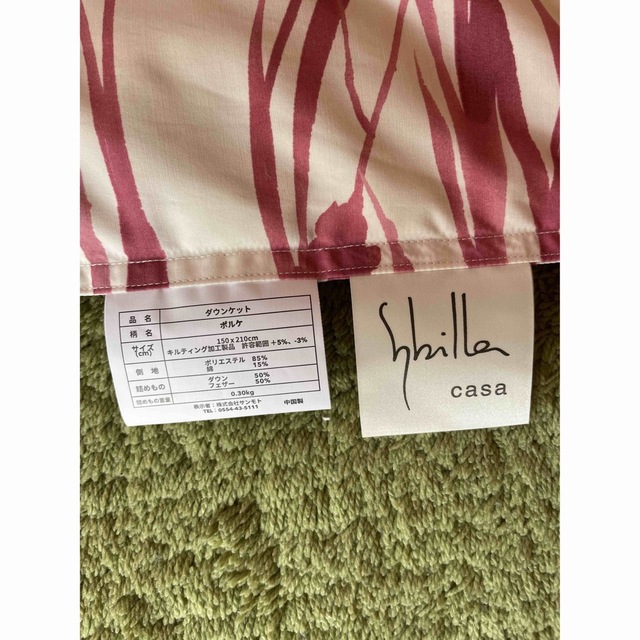 品 名 ダウンケット
柄 名 ボルケ
サイズ(cm) 150x210cm
キルティング加工製品 許容範囲 +5%、-3%
側 地 ポリエステル 85%
綿 15%
詰めもの ダウン 50%
フェザー 50%
詰めもの重量 0.30kg
表示者：株式会社サンモト 中国製
TEL：0554-43-5111
Sybilla
casa